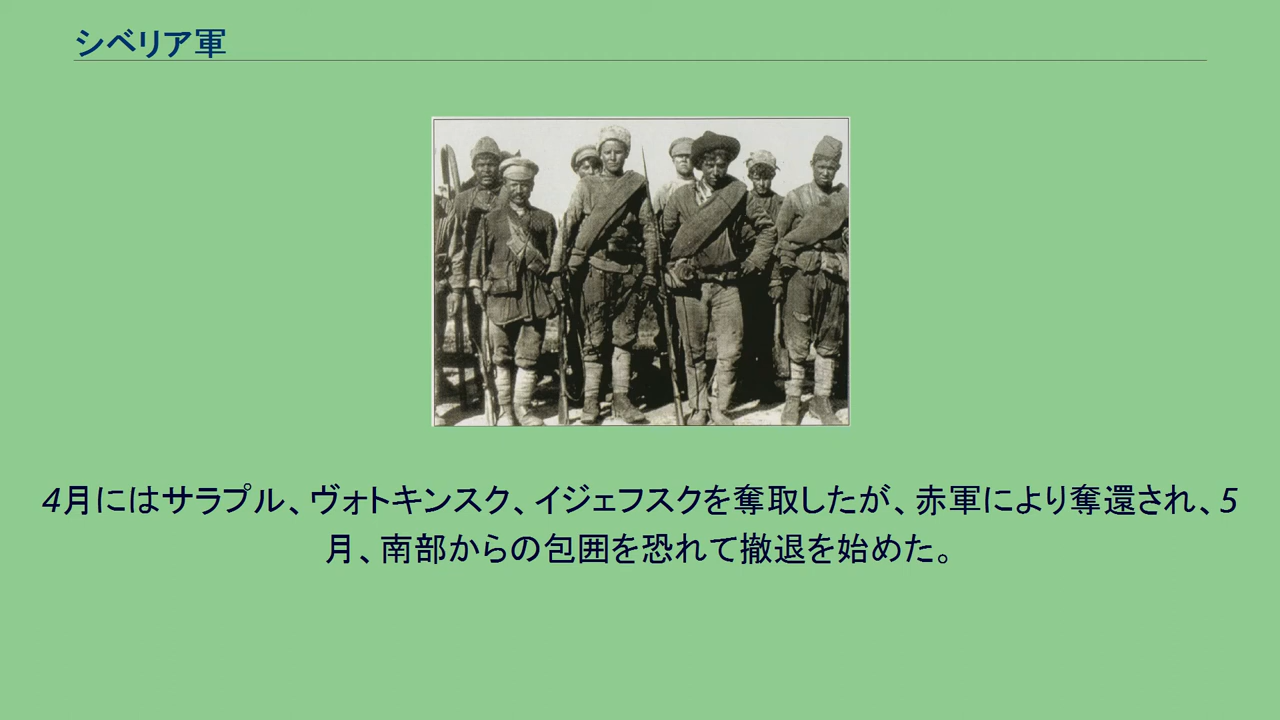 シベリア軍
4月にはサラプル、ヴォトキンスク、イジェフスクを奪取したが、赤軍により奪還され、5
月、南部からの包囲を恐れて撤退を始めた。